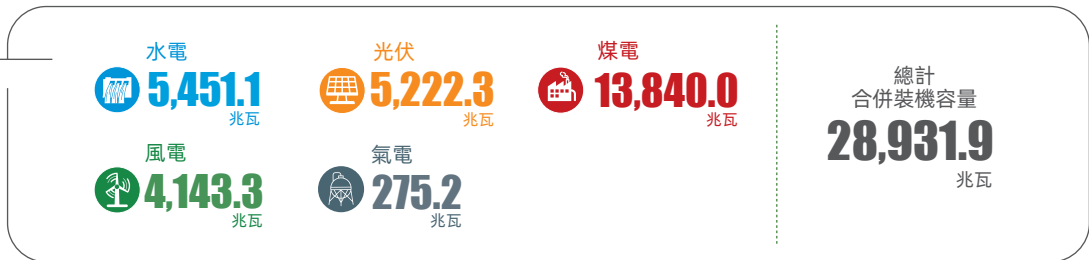 水電
5,451.1
兆瓦
光伏
5,222.3
兆瓦
煤電
13,840.0
兆瓦
風電
4,143.3
兆瓦
氣電
275.2
兆瓦
總計
合併裝機容量
28,931.9
兆瓦